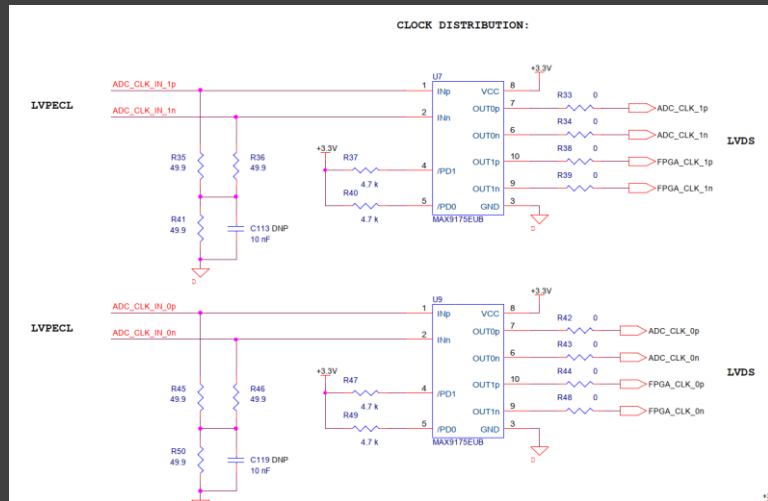 CLOCK DISTRIBUTION:
+3.3V
U7
ADC_CLK_IN_1p
1 INp VCC 8
LVPECL
R33 0
OUT0p 7
ADC_CLK_1p
ADC_CLK_IN_1n
2 INn
R34 0
OUT0n 6
ADC_CLK_1n
LVDS
R35 49.9
R36 49.9
+3.3V
R37
4.7 k
4 /PD1
OUT1p 10
R38 0
FPGA_CLK_1p
R39 0
OUT1n 9
FPGA_CLK_1n
R40
4.7 k
5 /PD0
GND 3
MAX9175EUB
D
R41 49.9
C113 DNP
10 nF
D
+3.3V
U9
ADC_CLK_IN_0p
1 INp VCC 8
LVPECL
R42 0
OUT0p 7
ADC_CLK_0p
ADC_CLK_IN_0n
2 INn
R43 0
OUT0n 6
ADC_CLK_0n
LVDS
R45 49.9
R46 49.9
+3.3V
R47
4.7 k
4 /PD1
OUT1p 10
R44 0
FPGA_CLK_0p
R48 0
OUT1n 9
FPGA_CLK_0n
R49
4.7 k
5 /PD0
GND 3
MAX9175EUB
D
R50 49.9
C119 DNP
10 nF